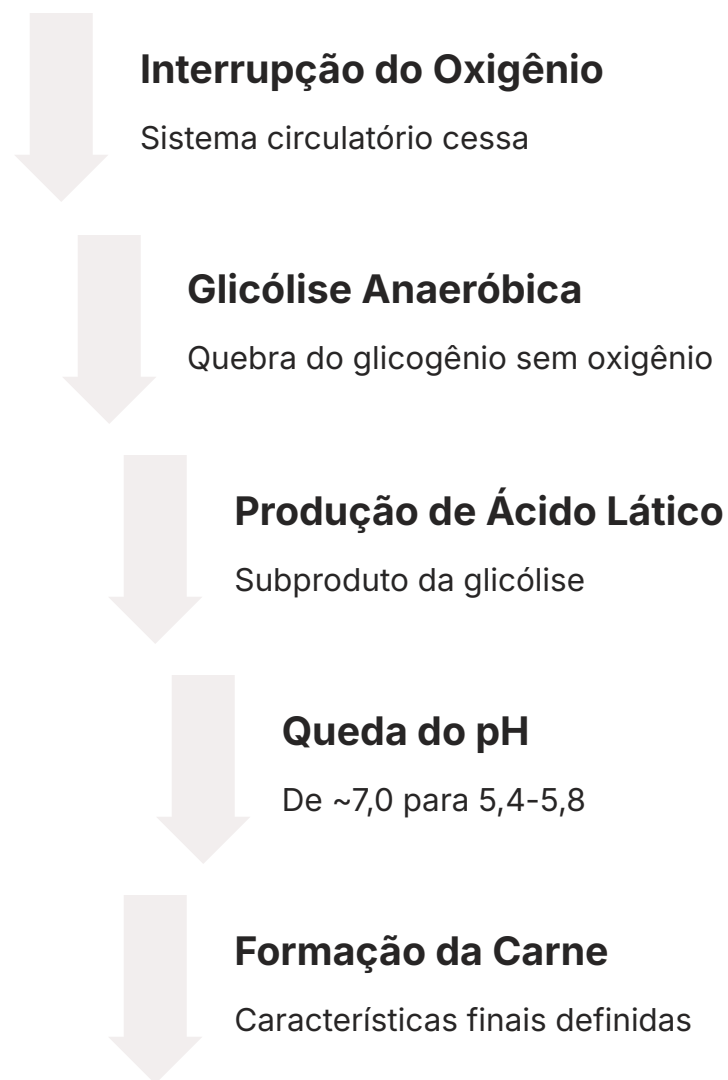 Interrupção do Oxigênio
Sistema circulatório cessa
Glicólise Anaeróbica
Quebra do glicogênio sem oxigênio
Produção de Ácido Lático
Subproduto da glicólise
Queda do pH
De ~7,0 para 5,4-5,8
Formação da Carne
Características finais definidas